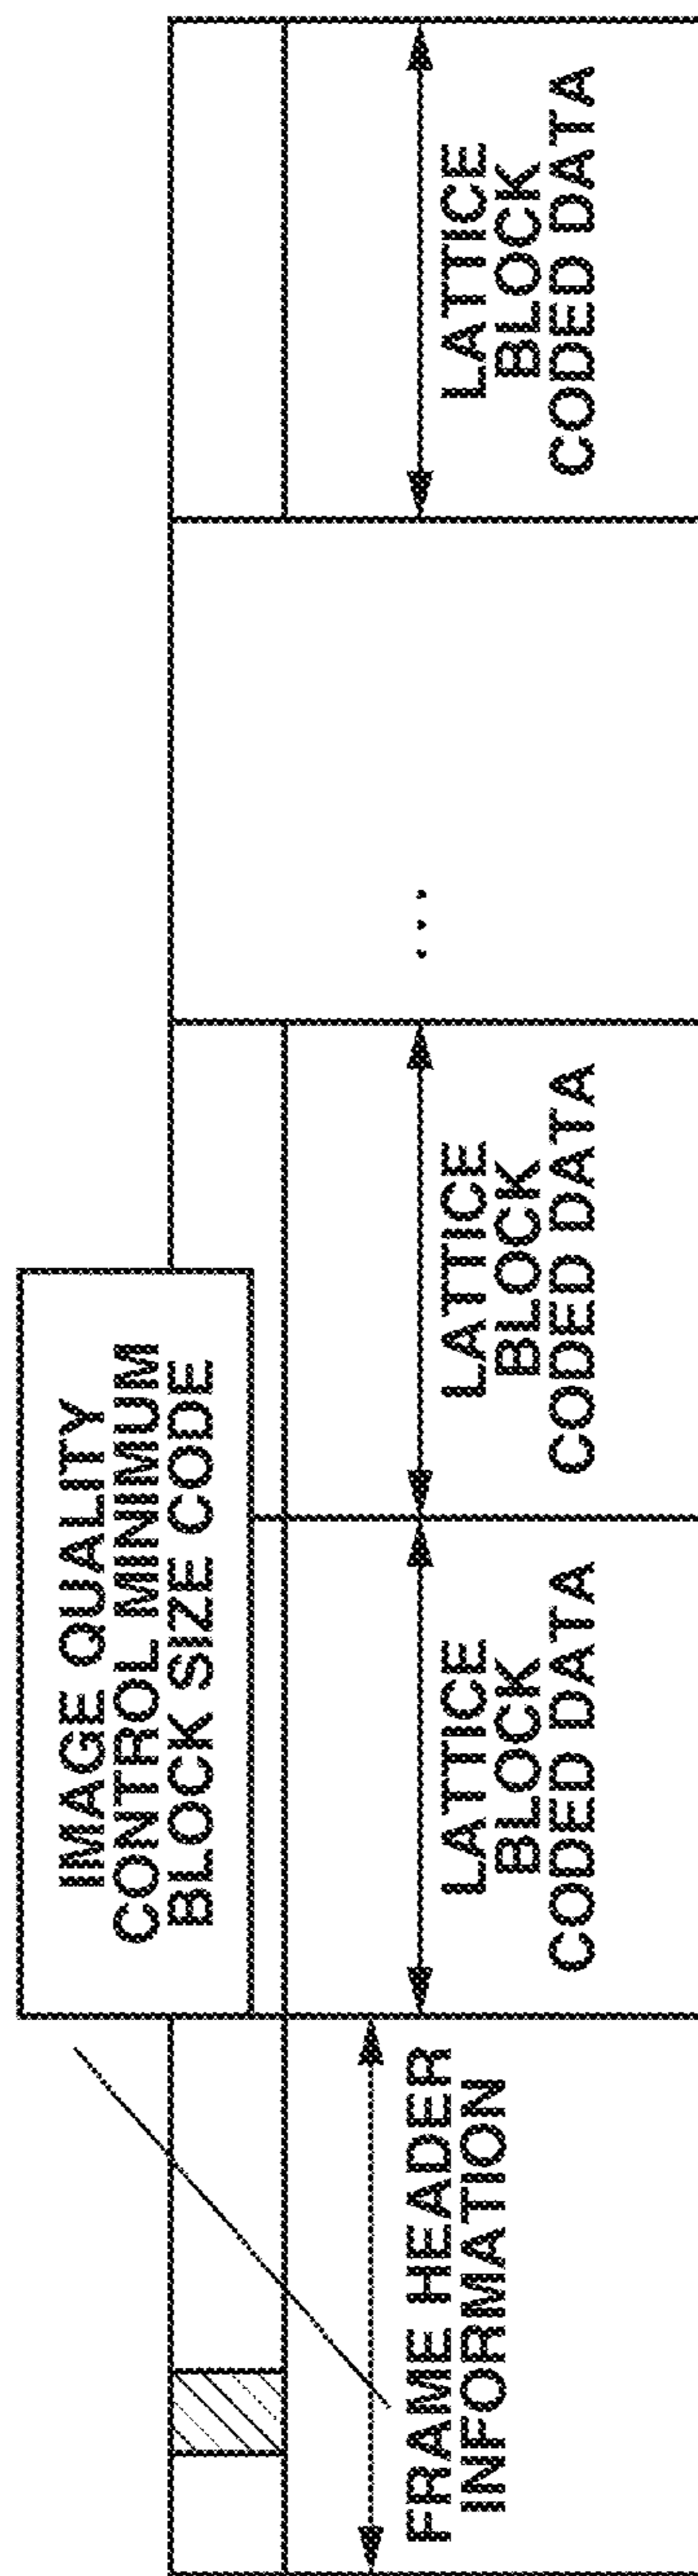 IMAGE QUALITY
CONTROL MINIMUM
BLOCK SIZE CODE
FRAME HEADER
INFORMATION
LATTICE
BLOCK
CODED DATA
LATTICE
BLOCK
CODED DATA
...
LATTICE
BLOCK
CODED DATA